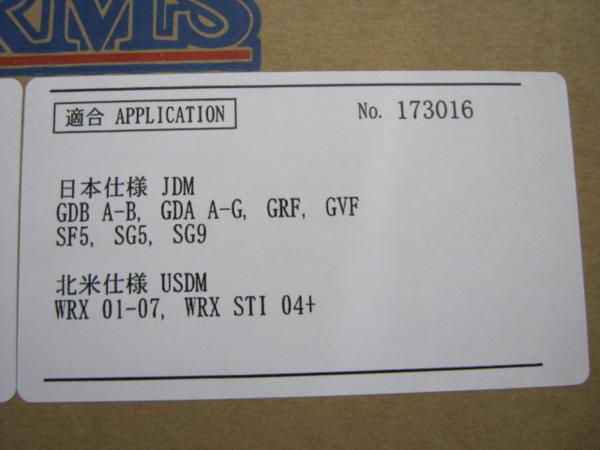 RMS
適合 APPLICATION
No. 173016
日本仕様 JDM
GDB A-B, GDA A-G, GRF, GVF
SF5, SG5, SG9
北米仕様 USDM
WRX 01-07, WRX STI 04+